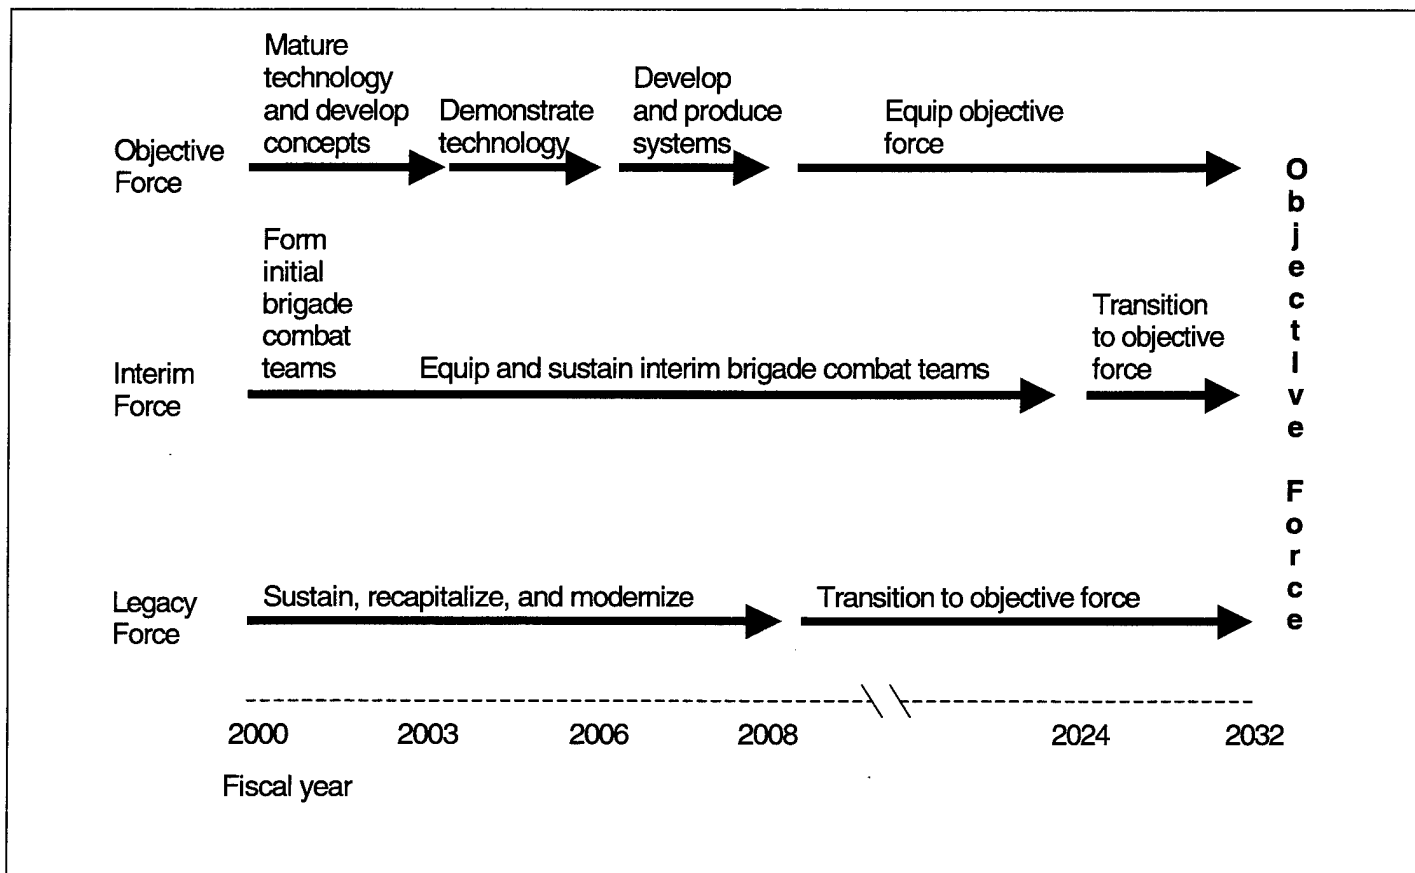 Mature
technology
and develop
concepts
Demonstrate
technology
Develop
and produce
systems
Equip objective
force
Objective
Force
Form
initial
brigade
combat
teams
Equip and sustain interim brigade combat teams
Transition
to objective
force
Interim
Force
Sustain, recapitalize, and modernize
Transition to objective force
Legacy
Force
Objective Force
2000 2003 2006 2008 2024 2032
Fiscal year